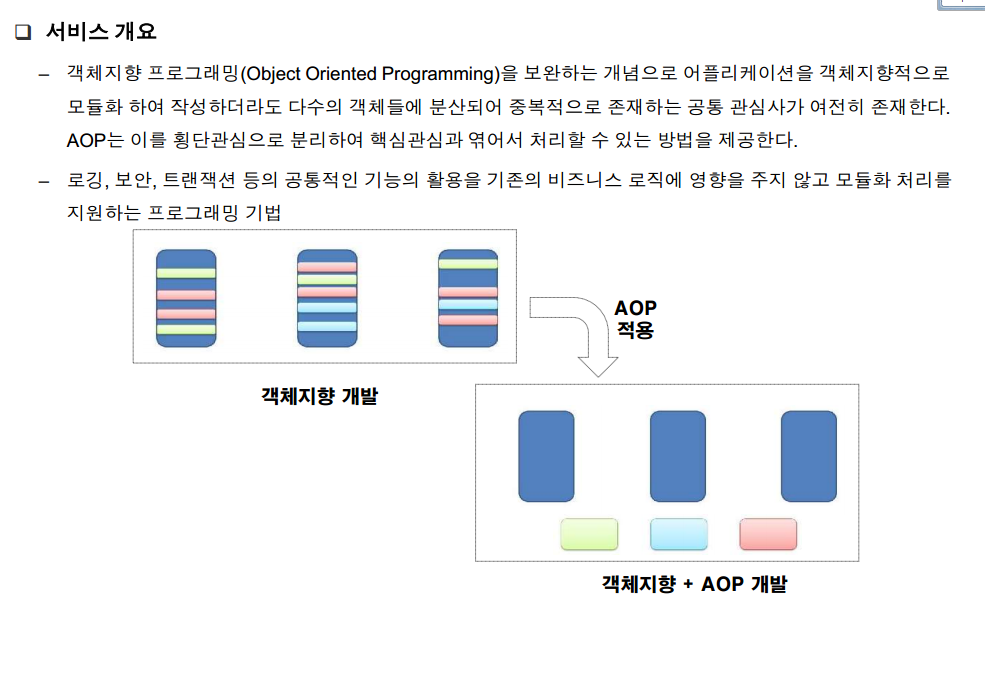 ❑ 서비스 개요
– 객체지향 프로그래밍(Object Oriented Programming)을 보완하는 개념으로 어플리케이션을 객체지향적으로
모듈화 하여 작성하더라도 다수의 객체들에 분산되어 중복적으로 존재하는 공통 관심사가 여전히 존재한다.
AOP는 이를 횡단관심으로 분리하여 핵심관심과 엮어서 처리할 수 있는 방법을 제공한다.
– 로깅, 보안, 트랜잭션 등의 공통적인 기능의 활용을 기존의 비즈니스 로직에 영향을 주지 않고 모듈화 처리를
지원하는 프로그래밍 기법
AOP
적용
객체지향 개발
객체지향 + AOP 개발